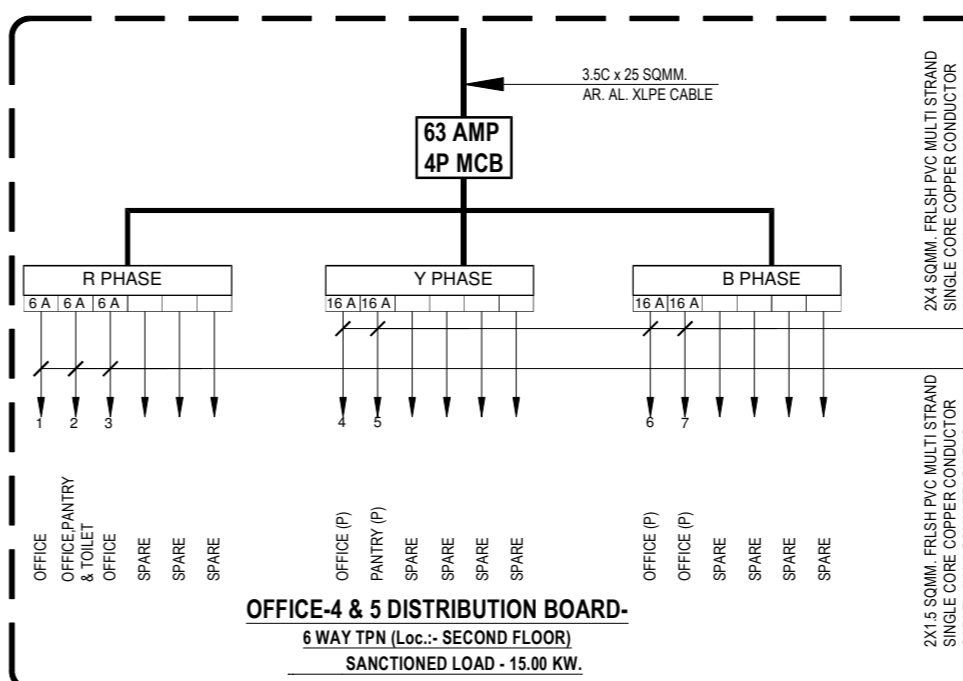 3.5C x 25 SQMM.
AR. AL. XLPE CABLE
63 AMP
4P MCB
R PHASE
6 A 6 A 6 A
Y PHASE
16 A 16 A
B PHASE
16 A 16 A
1 2 3
4 5
6 7
OFFICE
OFFICE,PANTRY
& TOILET
OFFICE
SPARE
SPARE
SPARE
OFFICE (P)
PANTRY (P)
SPARE
SPARE
SPARE
SPARE
OFFICE (P)
OFFICE (P)
SPARE
SPARE
SPARE
SPARE
2X4 SQMM. FRLSH PVC MULTI STRAND
SINGLE CORE COPPER CONDUCTOR
2X1.5 SQMM. FRLSH PVC MULTI STRAND
SINGLE CORE COPPER CONDUCTOR
OFFICE-4 & 5 DISTRIBUTION BOARD-
6 WAY TPN (Loc.:- SECOND FLOOR)
SANCTIONED LOAD - 15.00 KW.